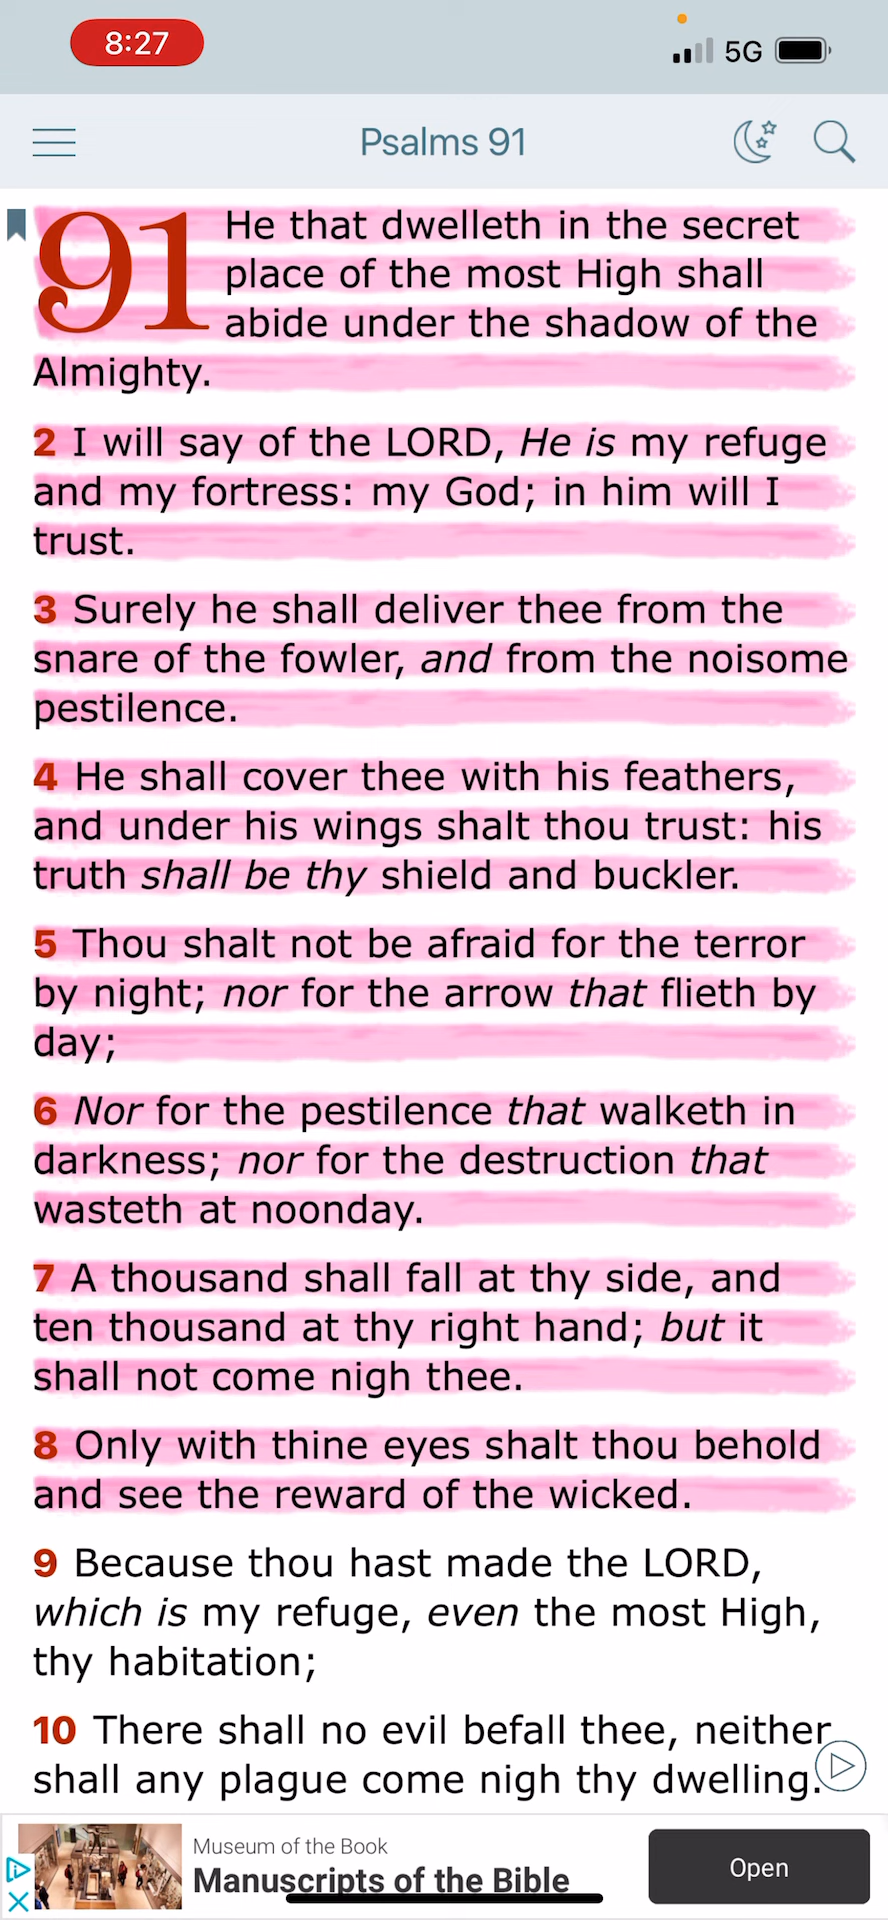 8:27
5G
Psalms 91
91 He that dwelleth in the secret
place of the most High shall
abide under the shadow of the
Almighty.
2 I will say of the LORD, He is my refuge
and my fortress: my God; in him will I
trust.
3 Surely he shall deliver thee from the
snare of the fowler, and from the noisome
pestilence.
4 He shall cover thee with his feathers,
and under his wings shalt thou trust: his
truth shall be thy shield and buckler.
5 Thou shalt not be afraid for the terror
by night; nor for the arrow that flieth by
day;
6 Nor for the pestilence that walketh in
darkness; nor for the destruction that
wasteth at noonday.
7 A thousand shall fall at thy side, and
ten thousand at thy right hand; but it
shall not come nigh thee.
8 Only with thine eyes shalt thou behold
and see the reward of the wicked.
9 Because thou hast made the LORD,
which is my refuge, even the most High,
thy habitation;
10 There shall no evil befall thee, neither
shall any plague come nigh thy dwelling.
Museum of the Book
Manuscripts of the Bible
Open